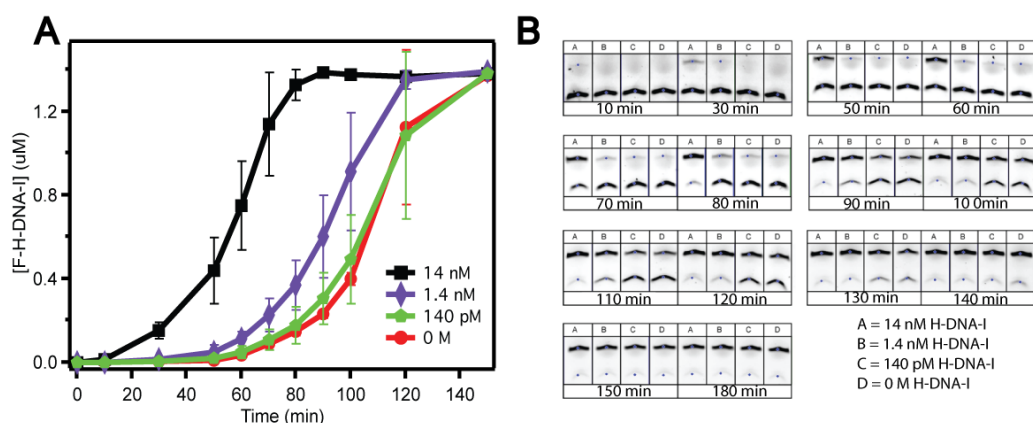 A
[F-H-DNA-I] (uM)
1.2
0.8
0.4
0.0
0 20 40 60 80 100 120 140
Time (min)
14 nM
1.4 nM
140 pM
0 M
B
A B C D A B C D
10 min 30 min
A B C D A B C D
50 min 60 min
A B C D A B C D
70 min 80 min
A B C D A B C D
90 min 10 0min
A B C D A B C D
110 min 120 min
A B C D A B C D
130 min 140 min
A B C D A B C D
150 min 180 min
A = 14 nM H-DNA-I
B = 1.4 nM H-DNA-I
C = 140 pM H-DNA-I
D = 0 M H-DNA-I